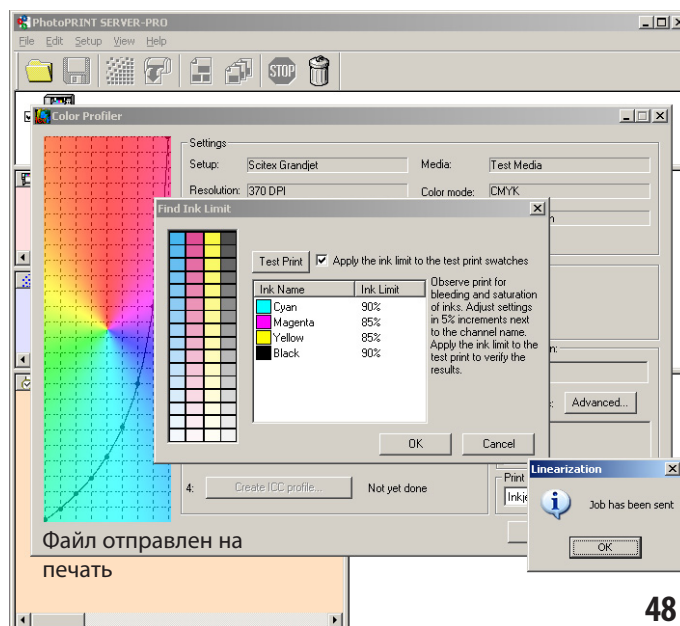 PhotoPRINT SERVER-PRO
File Edit Setup View Help
STOP
Color Profiler
Settings
Setup: Scitex Grandjet Media: Test Media
Resolution: 370 DPI Color mode: CMYK
Find Ink Limit
Test Print Apply the ink limit to the test print swatches
Ink Name Ink Limit
Cyan 90%
Magenta 85%
Yellow 85%
Black 90%
Observe print for
bleeding and saturation
of inks. Adjust settings
in 5% increments next
to the channel name.
Apply the ink limit to the
test print to verify the
results.
Advanced...
OK Cancel
4: Create ICC profile... Not yet done
Print
Linearization
Job has been sent
OK
Файл отправлен на
печать
48